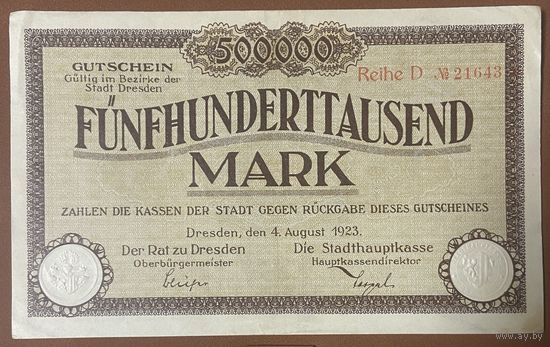 500000
GUTSCHEIN
Gültig im Bezirke der
Stadt Dresden
Reihe D № 21643
FÜNFHUNDERTTAUSEND
MARK
ZAHLEN DIE KASSEN DER STADT GEGEN RÜCKGABE DIESES GUTSCHEINES
Dresden, den 4. August 1923.
Der Rat zu Dresden
Oberbürgermeister
Die Stadthauptkasse
Hauptkassendirektor
www.ay.by